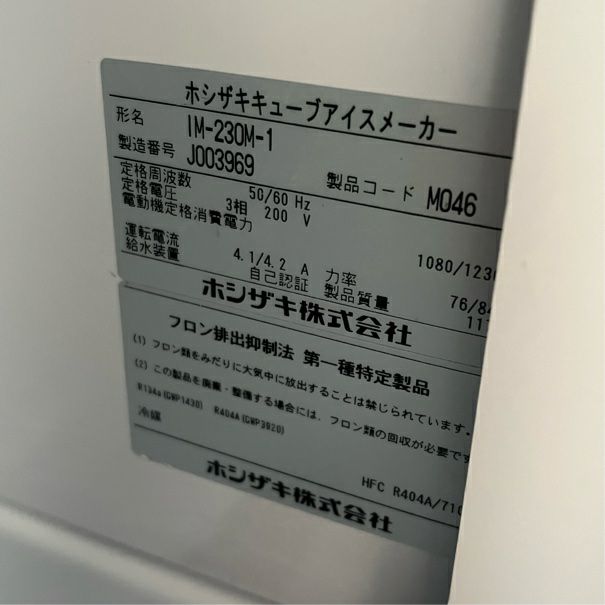 ホシザキキューブアイスメーカー
形名 IM-230M-1
製造番号 J003969 製品コード M046
定格周波数 50/60 Hz
定格電圧 3相 200 V
電動機定格消費電力 1080/123
運転電流 4.1/4.2 A 力率 76/84
給水装置 自己認証 製品質量 11
ホシザキ株式会社
フロン排出抑制法 第一種特定製品
(1) フロン類をみだりに大気中に放出することは禁じられています。
(2) この製品を廃棄・整備する場合には、フロン類の回収が必要です
R134a(GWP1430) R404A(GWP3920)
冷媒 HFC R404A/710
ホシザキ株式会社